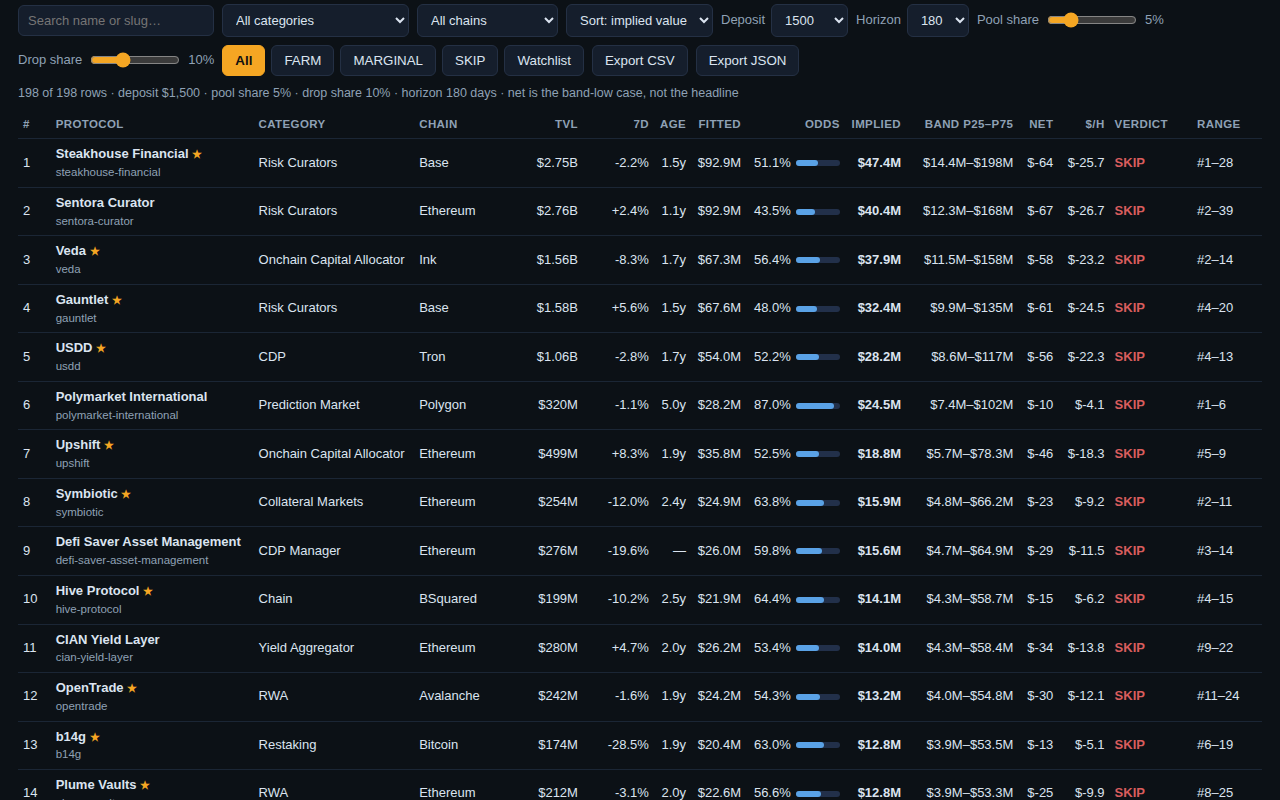 Search name or slug… All categories All chains Sort: implied value Deposit 1500 Horizon 180 Pool share 5%
Drop share 10% All FARM MARGINAL SKIP Watchlist Export CSV Export JSON
198 of 198 rows · deposit $1,500 · pool share 5% · drop share 10% · horizon 180 days · net is the band-low case, not the headline
# PROTOCOL CATEGORY CHAIN TVL 7D AGE FITTED ODDS IMPLIED BAND P25–P75 NET $/H VERDICT RANGE
1 Steakhouse Financial ★ Risk Curators Base $2.75B -2.2% 1.5y $92.9M 51.1% $47.4M $14.4M–$198M $-64 $-25.7 SKIP #1–28
steakhouse-financial
2 Sentora Curator Risk Curators Ethereum $2.76B +2.4% 1.1y $92.9M 43.5% $40.4M $12.3M–$168M $-67 $-26.7 SKIP #2–39
sentora-curator
3 Veda ★ Onchain Capital Allocator Ink $1.56B -8.3% 1.7y $67.3M 56.4% $37.9M $11.5M–$158M $-58 $-23.2 SKIP #2–14
veda
4 Gauntlet ★ Risk Curators Base $1.58B +5.6% 1.5y $67.6M 48.0% $32.4M $9.9M–$135M $-61 $-24.5 SKIP #4–20
gauntlet
5 USDD ★ CDP Tron $1.06B -2.8% 1.7y $54.0M 52.2% $28.2M $8.6M–$117M $-56 $-22.3 SKIP #4–13
usdd
6 Polymarket International Prediction Market Polygon $320M -1.1% 5.0y $28.2M 87.0% $24.5M $7.4M–$102M $-10 $-4.1 SKIP #1–6
polymarket-international
7 Upshift ★ Onchain Capital Allocator Ethereum $499M +8.3% 1.9y $35.8M 52.5% $18.8M $5.7M–$78.3M $-46 $-18.3 SKIP #5–9
upshift
8 Symbiotic ★ Collateral Markets Ethereum $254M -12.0% 2.4y $24.9M 63.8% $15.9M $4.8M–$66.2M $-23 $-9.2 SKIP #2–11
symbiotic
9 Defi Saver Asset Management CDP Manager Ethereum $276M -19.6% — $26.0M 59.8% $15.6M $4.7M–$64.9M $-29 $-11.5 SKIP #3–14
defi-saver-asset-management
10 Hive Protocol ★ Chain BSquared $199M -10.2% 2.5y $21.9M 64.4% $14.1M $4.3M–$58.7M $-15 $-6.2 SKIP #4–15
hive-protocol
11 CIAN Yield Layer Yield Aggregator Ethereum $280M +4.7% 2.0y $26.2M 53.4% $14.0M $4.3M–$58.4M $-34 $-13.8 SKIP #9–22
cian-yield-layer
12 OpenTrade ★ RWA Avalanche $242M -1.6% 1.9y $24.2M 54.3% $13.2M $4.0M–$54.8M $-30 $-12.1 SKIP #11–24
opentrade
13 b14g ★ Restaking Bitcoin $174M -28.5% 1.9y $20.4M 63.0% $12.8M $3.9M–$53.5M $-13 $-5.1 SKIP #6–19
b14g
14 Plume Vaults ★ RWA Ethereum $212M -3.1% 2.0y $22.6M 56.6% $12.8M $3.9M–$53.3M $-25 $-9.9 SKIP #8–25